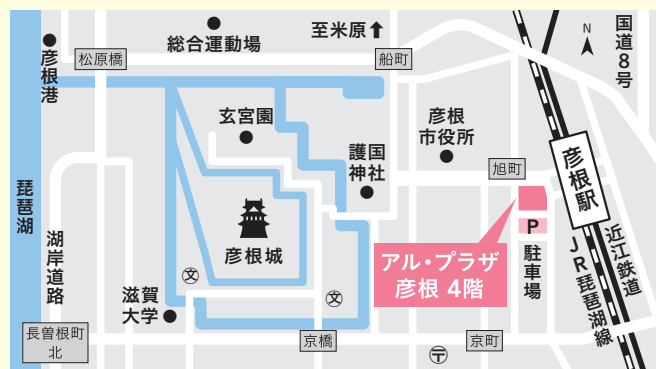 総合運動場
至米原
N
国道8号
彦根港
松原橋
船町
玄宮園
彦根
市役所
護国
神社
旭町
彦根駅
琵琶湖
彦根城
アル・プラザ
彦根 4階
P
駐車場
近江鉄道
JR琵琶湖線
湖岸道路
文
文
滋賀
大学
長曽根町
北
京橋
〒
京町